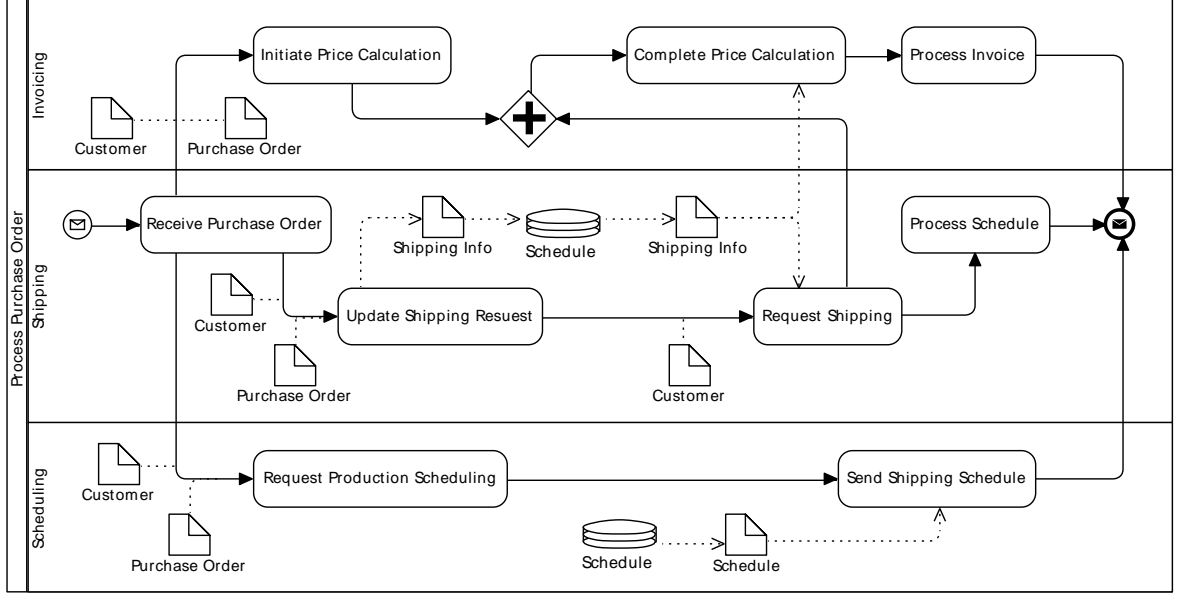 Process Purchase Order
Invoicing
Initiate Price Calculation
Complete Price Calculation
Process Invoice
Customer
Purchase Order
Shipping
Receive Purchase Order
Shipping Info
Schedule
Shipping Info
Process Schedule
Customer
Update Shipping Resuest
Request Shipping
Purchase Order
Customer
Scheduling
Customer
Request Production Scheduling
Send Shipping Schedule
Purchase Order
Schedule
Schedule